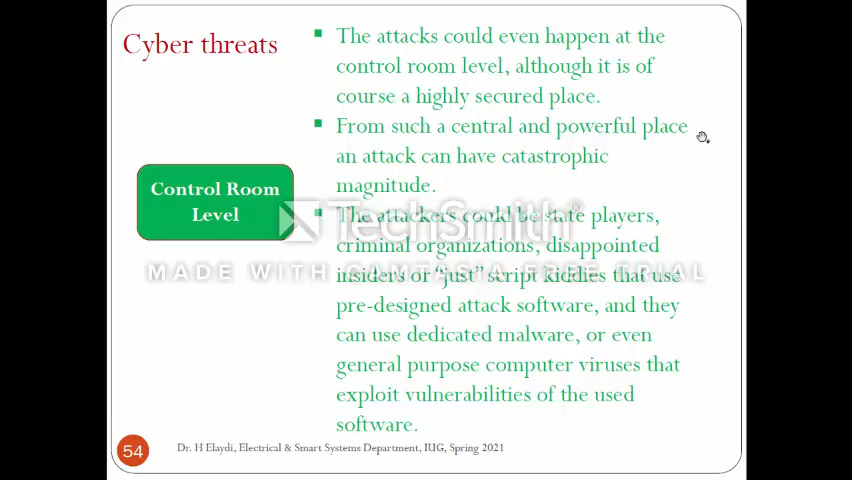 Cyber threats
The attacks could even happen at the
control room level, although it is of
course a highly secured place.
From such a central and powerful place
an attack can have catastrophic
magnitude.
Control Room
Level
The attackers could be state players,
criminal organizations, disappointed
insiders or “just” script kiddies that use
pre-designed attack software, and they
can use dedicated malware, or even
general purpose computer viruses that
exploit vulnerabilities of the used
software.
TechSmith®
MADE WITH CAMTASIA FREE TRIAL
54
Dr. H Elaydi, Electrical & Smart Systems Department, IUG, Spring 2021